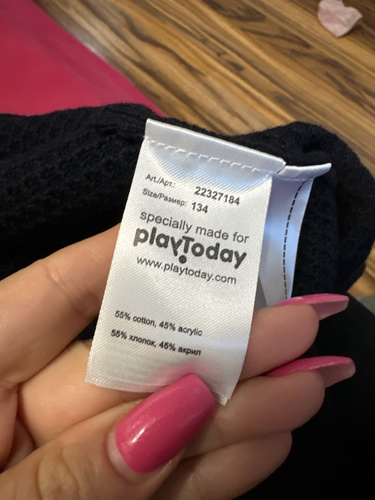 Art./Арт.: 22327184
Size/Размер: 134
specially made for
playToday
www.playtoday.com
55% cotton, 45% acrylic
55% хлопок, 45% акрил